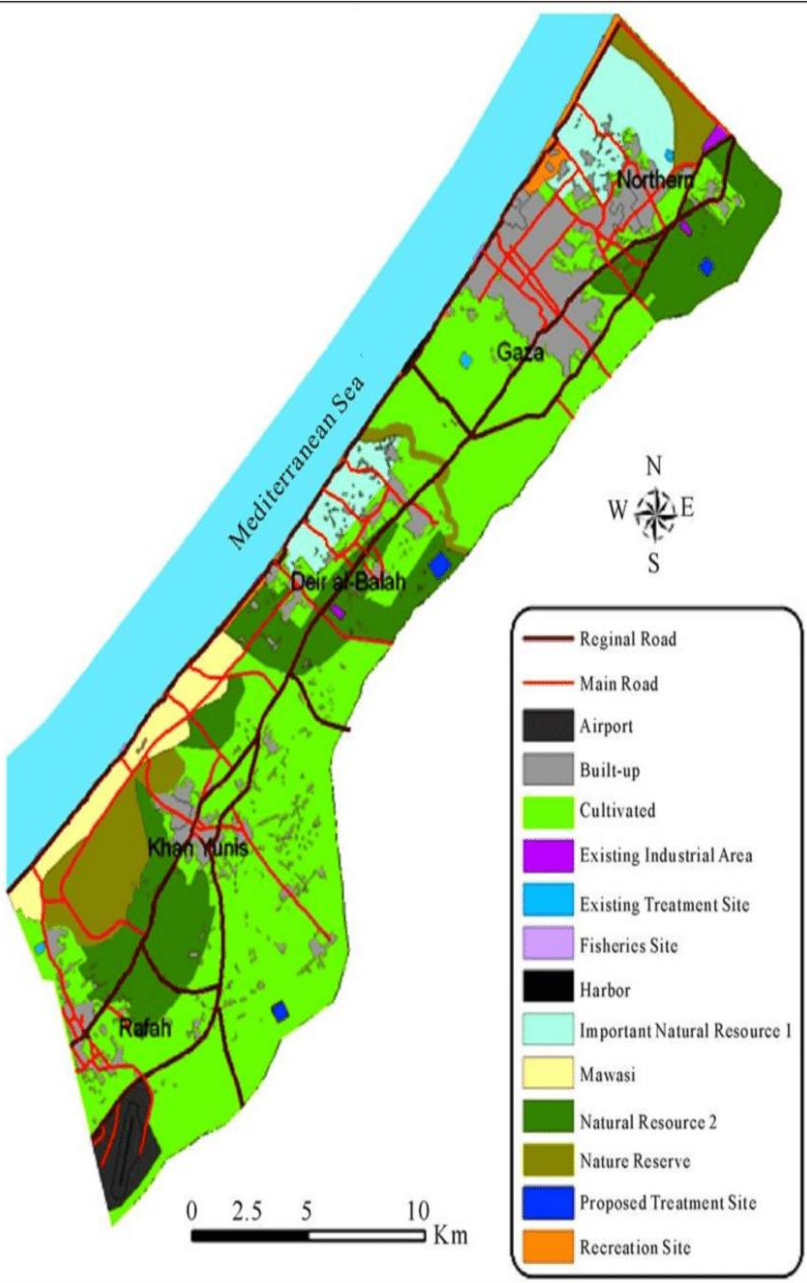 Northern
Gaza
Mediterranean Sea
Deir al-Balah
Khan Yunis
Rafah
N
W E
S
Reginal Road
Main Road
Airport
Built-up
Cultivated
Existing Industrial Area
Existing Treatment Site
Fisheries Site
Harbor
Important Natural Resource 1
Mawasi
Natural Resource 2
Nature Reserve
Proposed Treatment Site
Recreation Site
0 2.5 5 10
Km